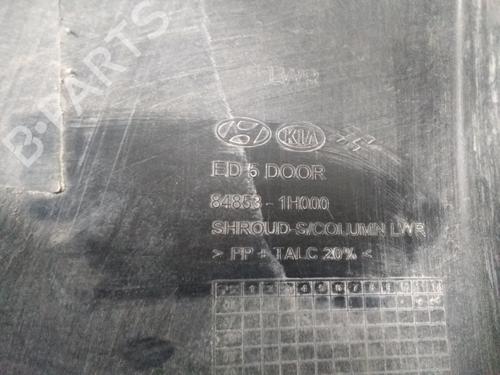 LWR
KIA
ED 5 DOOR
84853-1H000
SHROUD-S/COLUMN LWR
> PP + TALC 20% <
B-PARTS